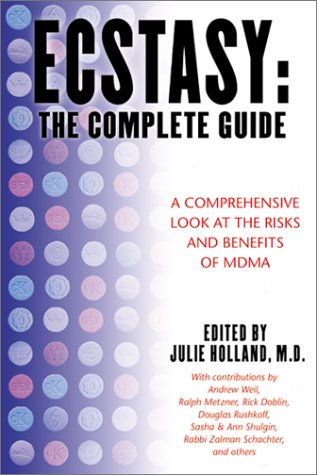 ECSTASY:
THE COMPLETE GUIDE
A COMPREHENSIVE
LOOK AT THE RISKS
AND BENEFITS
OF MDMA
EDITED BY
JULIE HOLLAND, M.D.
With contributions by
Andrew Weil,
Ralph Metzner, Rick Doblin,
Douglas Rushkoff,
Sasha & Ann Shulgin,
Rabbi Zalman Schachter,
and others